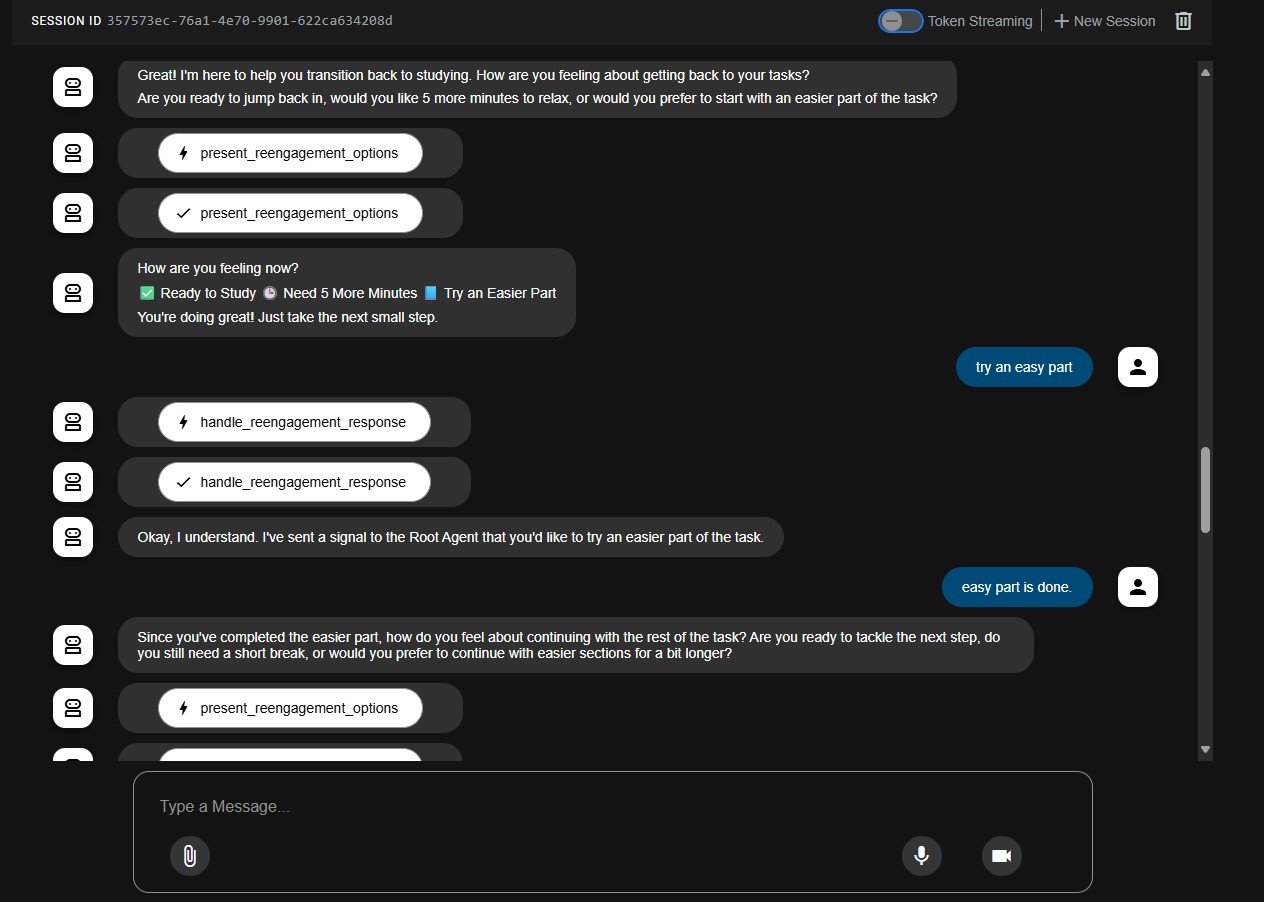 SESSION ID 357573ec-76a1-4e70-9901-622ca634208d
Token Streaming
New Session
Great! I'm here to help you transition back to studying. How are you feeling about getting back to your tasks?
Are you ready to jump back in, would you like 5 more minutes to relax, or would you prefer to start with an easier part of the task?
present_reengagement_options
present_reengagement_options
How are you feeling now?
✅ Ready to Study 🕒 Need 5 More Minutes 📘 Try an Easier Part
You're doing great! Just take the next small step.
try an easy part
handle_reengagement_response
handle_reengagement_response
Okay, I understand. I've sent a signal to the Root Agent that you'd like to try an easier part of the task.
easy part is done.
Since you've completed the easier part, how do you feel about continuing with the rest of the task? Are you ready to tackle the next step, do
you still need a short break, or would you prefer to continue with easier sections for a bit longer?
present_reengagement_options
Type a Message...